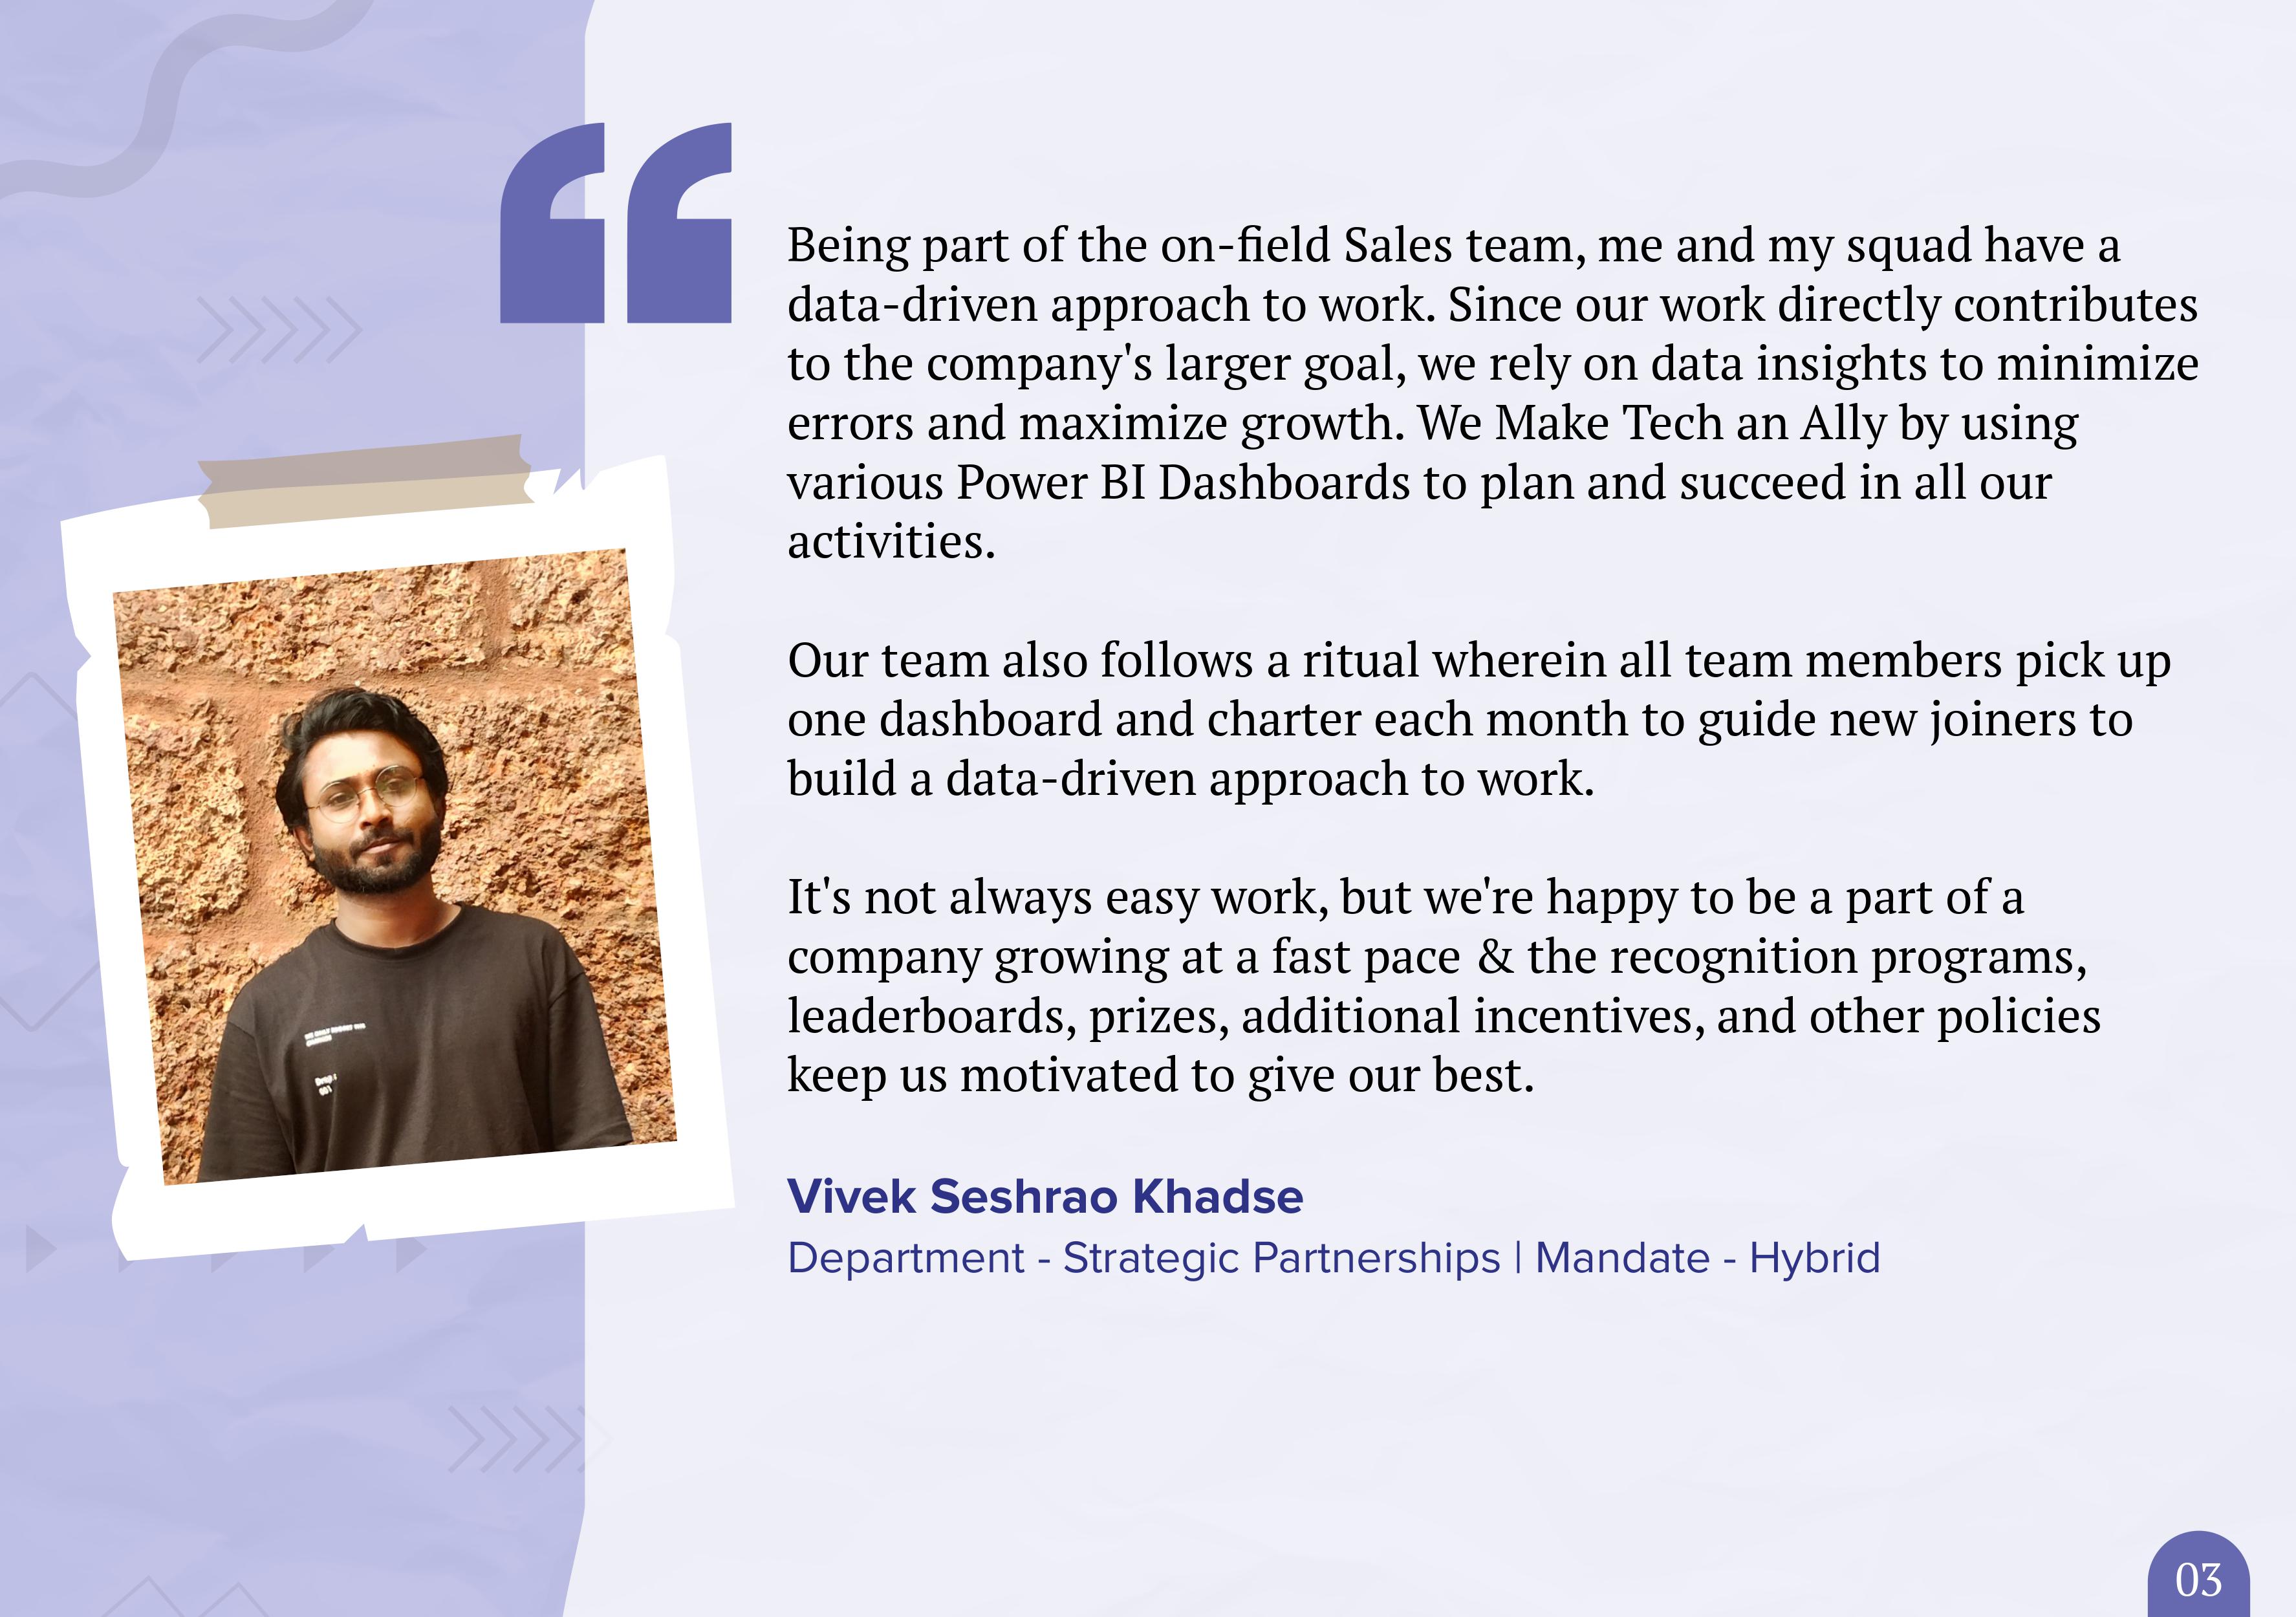 Being part of the on-field Sales team, me and my squad have a
data-driven approach to work. Since our work directly contributes
to the company's larger goal, we rely on data insights to minimize
errors and maximize growth. We Make Tech an Ally by using
various Power BI Dashboards to plan and succeed in all our
activities.
Our team also follows a ritual wherein all team members pick up
one dashboard and charter each month to guide new joiners to
build a data-driven approach to work.
It's not always easy work, but we're happy to be a part of a
company growing at a fast pace & the recognition programs,
leaderboards, prizes, additional incentives, and other policies
keep us motivated to give our best.
Vivek Seshrao Khadse
Department - Strategic Partnerships | Mandate - Hybrid
03